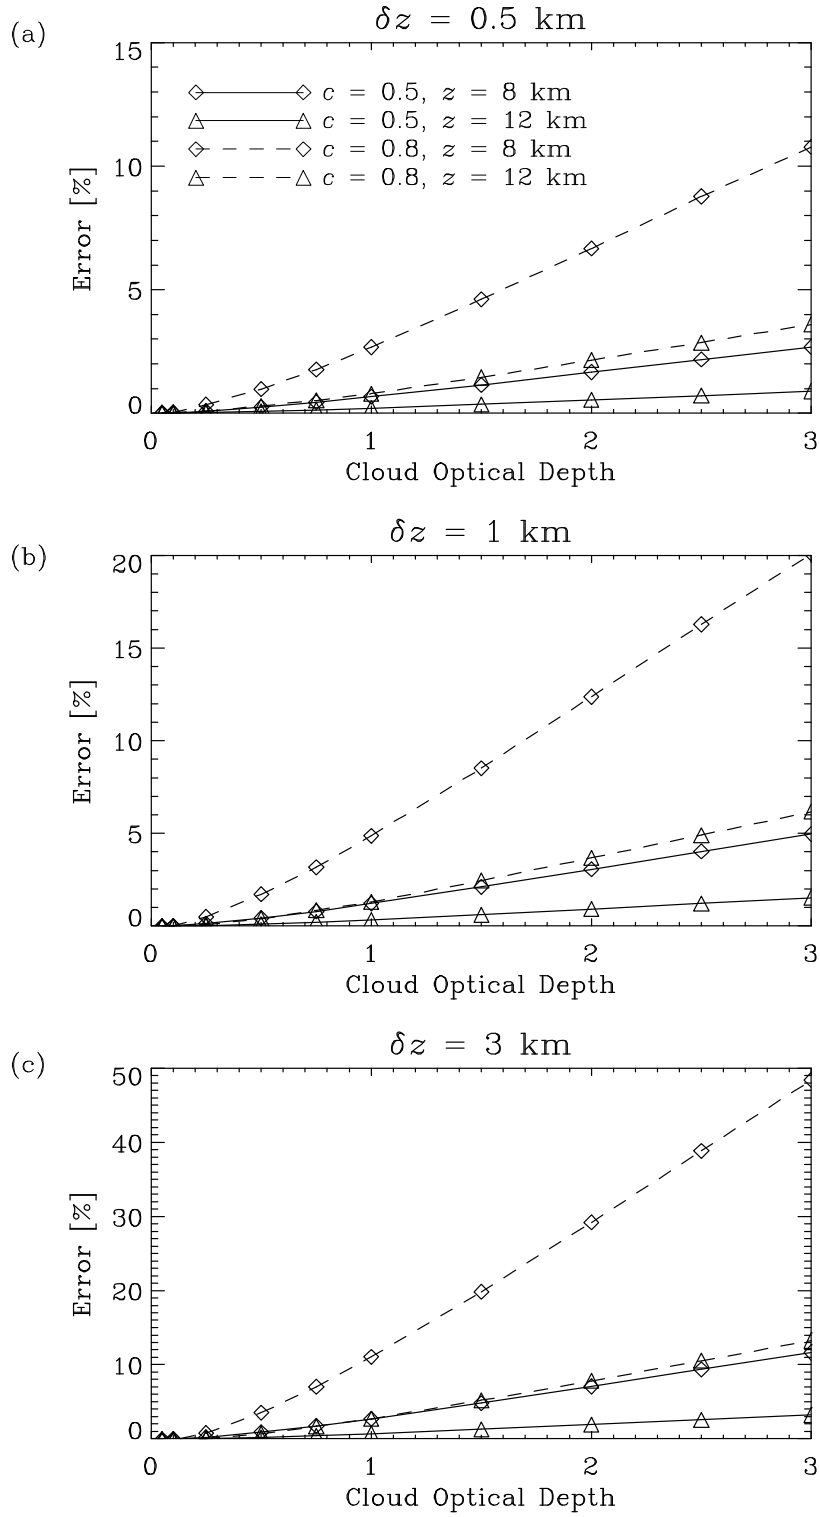 (a)
δz = 0.5 km
15
10
5
0
Error [%]
c = 0.5, z = 8 km
c = 0.5, z = 12 km
c = 0.8, z = 8 km
c = 0.8, z = 12 km
0 1 2 3
Cloud Optical Depth
(b)
δz = 1 km
20
15
10
5
0
Error [%]
0 1 2 3
Cloud Optical Depth
(c)
δz = 3 km
50
40
30
20
10
0
Error [%]
0 1 2 3
Cloud Optical Depth